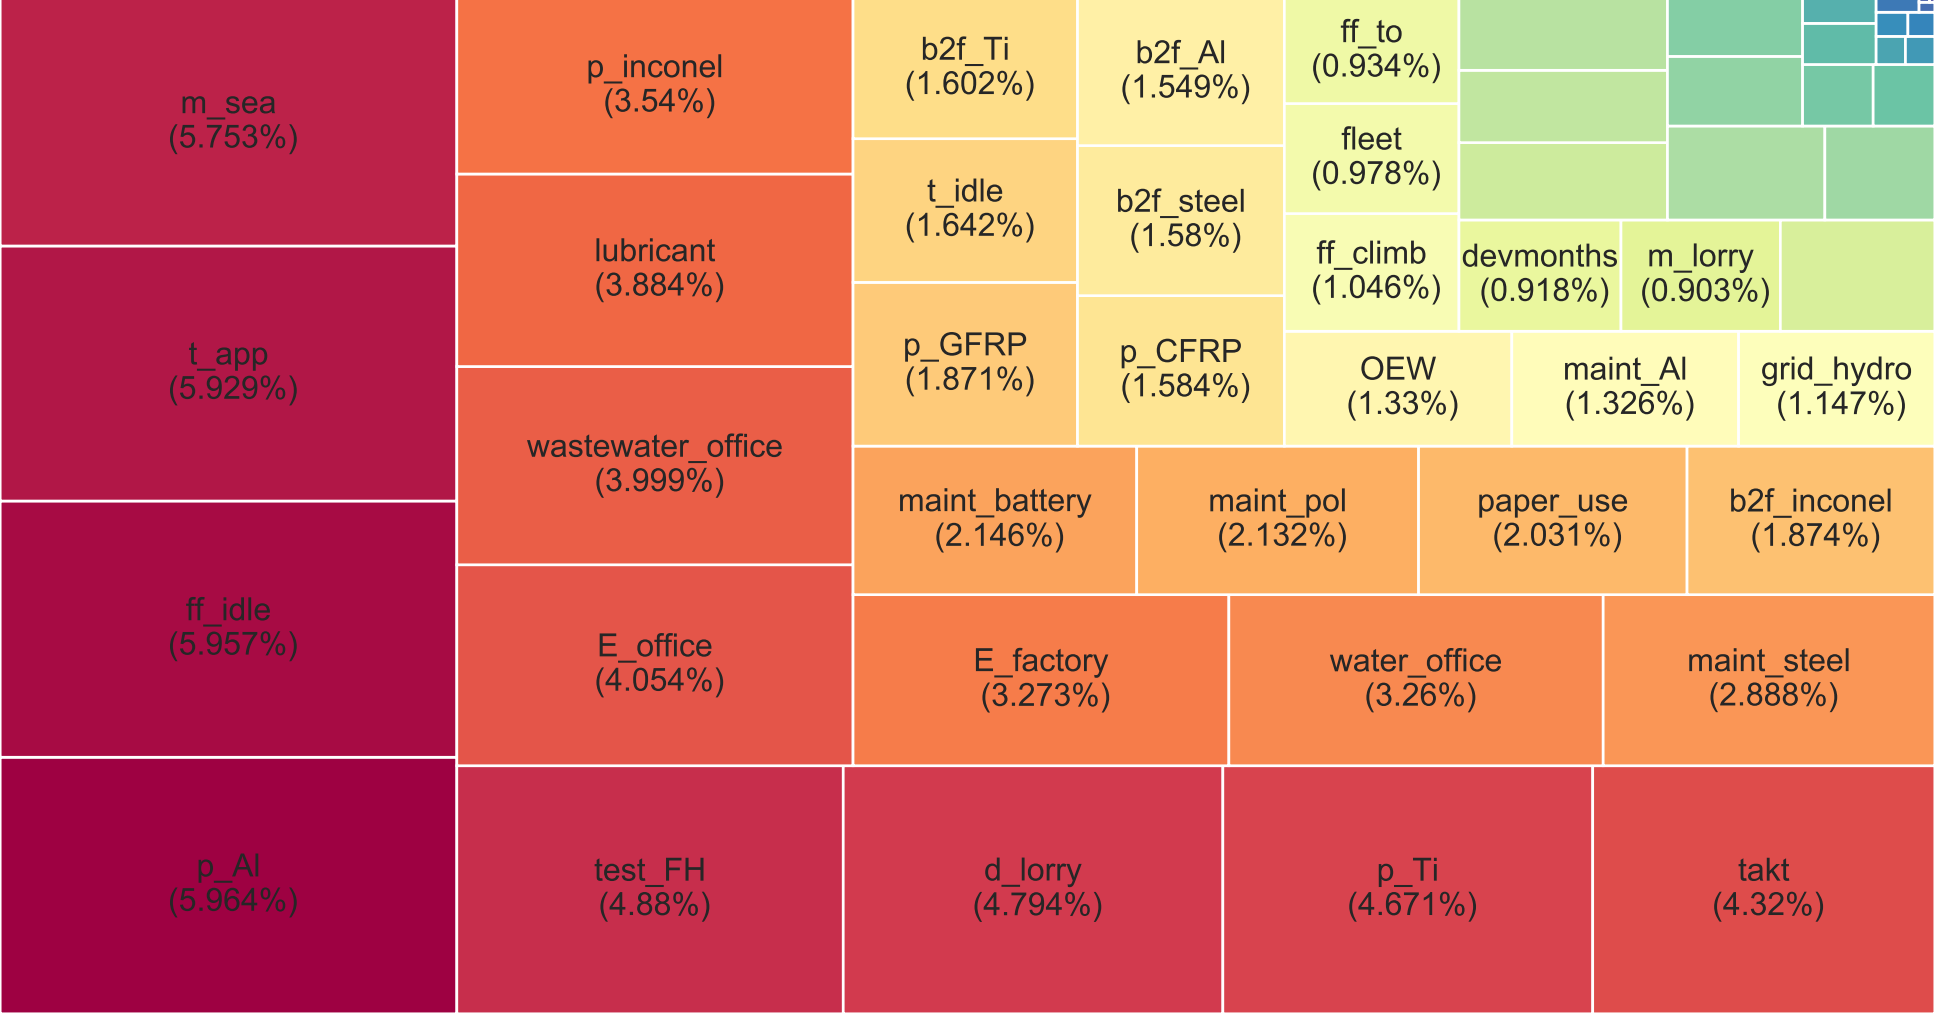 m_sea
(5.753%)
t_app
(5.929%)
ff_idle
(5.957%)
p_Al
(5.964%)
p_inconel
(3.54%)
lubricant
(3.884%)
wastewater_office
(3.999%)
E_office
(4.054%)
test_FH
(4.88%)
d_lorry
(4.794%)
p_Ti
(4.671%)
takt
(4.32%)
b2f_Ti
(1.602%)
t_idle
(1.642%)
p_GFRP
(1.871%)
b2f_Al
(1.549%)
b2f_steel
(1.58%)
p_CFRP
(1.584%)
ff_to
(0.934%)
fleet
(0.978%)
ff_climb
(1.046%)
devmonths
(0.918%)
m_lorry
(0.903%)
OEW
(1.33%)
maint_Al
(1.326%)
grid_hydro
(1.147%)
maint_battery
(2.146%)
maint_pol
(2.132%)
paper_use
(2.031%)
b2f_inconel
(1.874%)
E_factory
(3.273%)
water_office
(3.26%)
maint_steel
(2.888%)